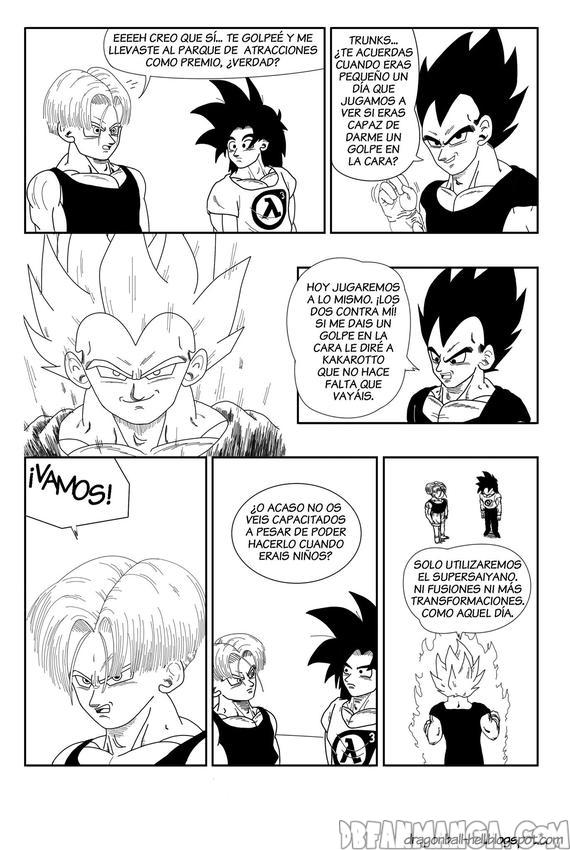 TRUNKS...
¿TE ACUERDAS
CUANDO ERAS
PEQUEÑO UN
DÍA QUE
JUGAMOS A
VER SI ERAS
CAPAZ DE
DARME UN
GOLPE EN
LA CARA?
EEEEH CREO QUE SÍ... TE GOLPEÉ Y ME
LLEVASTE AL PARQUE DE ATRACCIONES
COMO PREMIO, ¿VERDAD?
λ3
HOY JUGAREMOS
A LO MISMO. ¡LOS
DOS CONTRA MÍ!
SI ME DAIS UN
GOLPE EN LA
CARA LE DIRÉ A
KAKAROTTO
QUE NO HACE
FALTA QUE
VAYÁIS.
SOLO UTILIZAREMOS
EL SUPERSAIYANO.
NI FUSIONES NI MÁS
TRANSFORMACIONES.
COMO AQUEL DÍA.
¿O ACASO NO OS
VEIS CAPACITADOS
A PESAR DE PODER
HACERLO CUANDO
ERAIS NIÑOS?
λ3
¡VAMOS!
DBFANMANGA.COM
dragonball-hell.blogspot.com